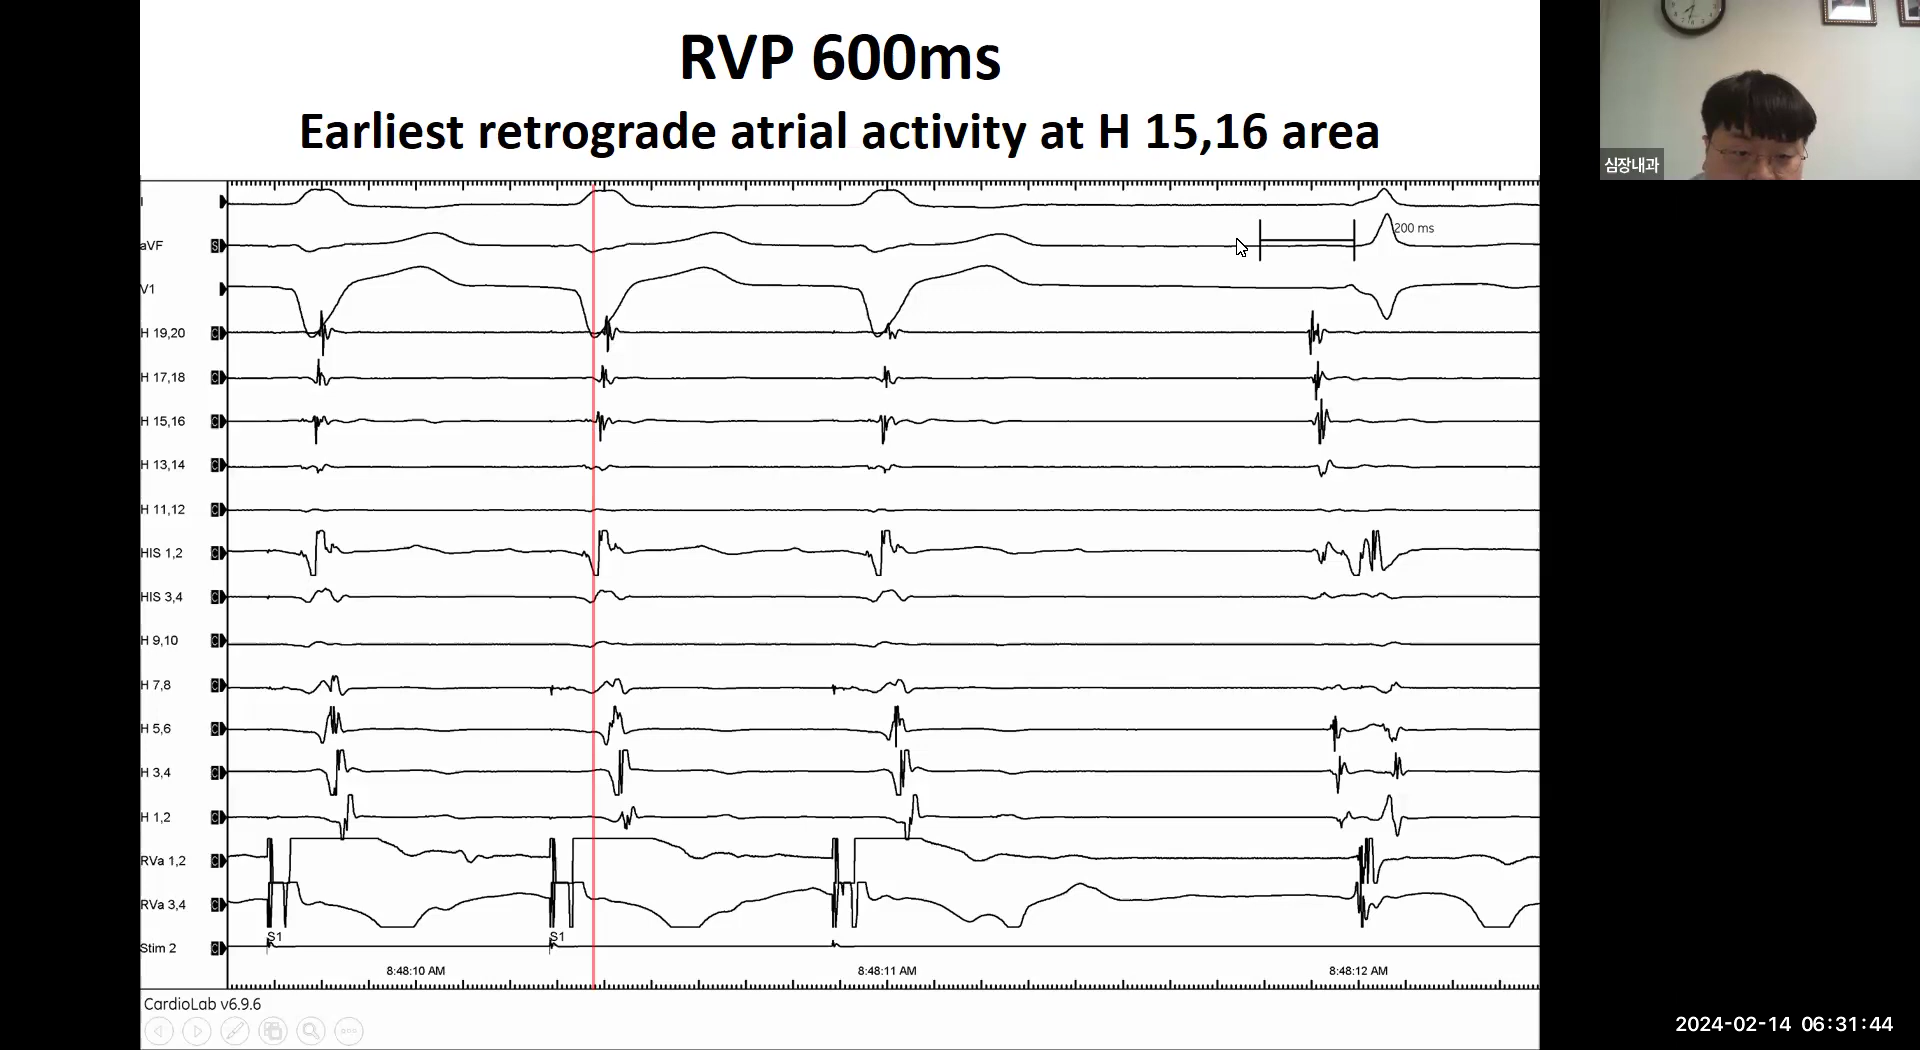 RVP 600ms
Earliest retrograde atrial activity at H 15,16 area
심장내과
I
aVF
200 ms
V1
H 19,20
H 17,18
H 15,16
H 13,14
H 11,12
HIS 1,2
HIS 3,4
H 9,10
H 7,8
H 5,6
H 3,4
H 1,2
RVa 1,2
RVa 3,4
S1 S1
Stim 2
8:48:10 AM 8:48:11 AM 8:48:12 AM
CardioLab v6.9.6
2024-02-14 06:31:44